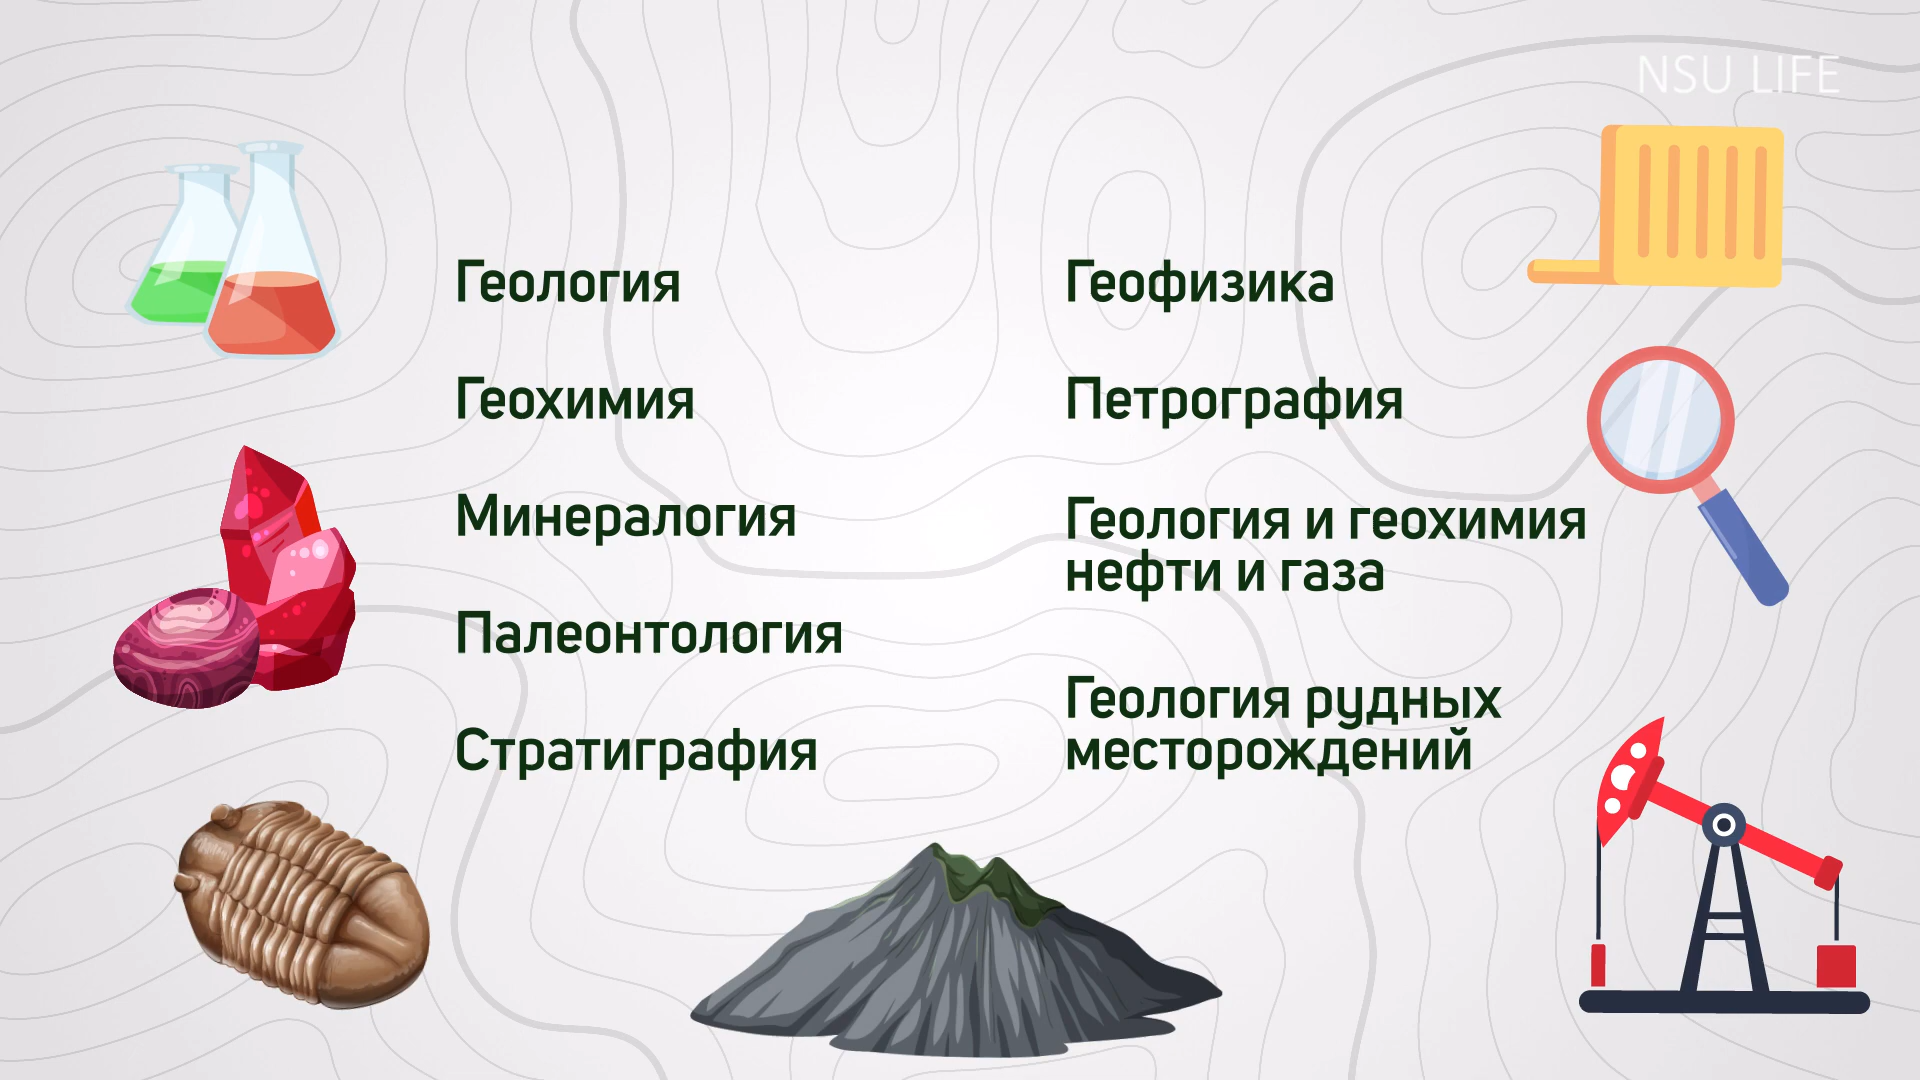 NSU LIFE
Геология
Геохимия
Минералогия
Палеонтология
Стратиграфия
Геофизика
Петрография
Геология и геохимия
нефти и газа
Геология рудных
месторождений